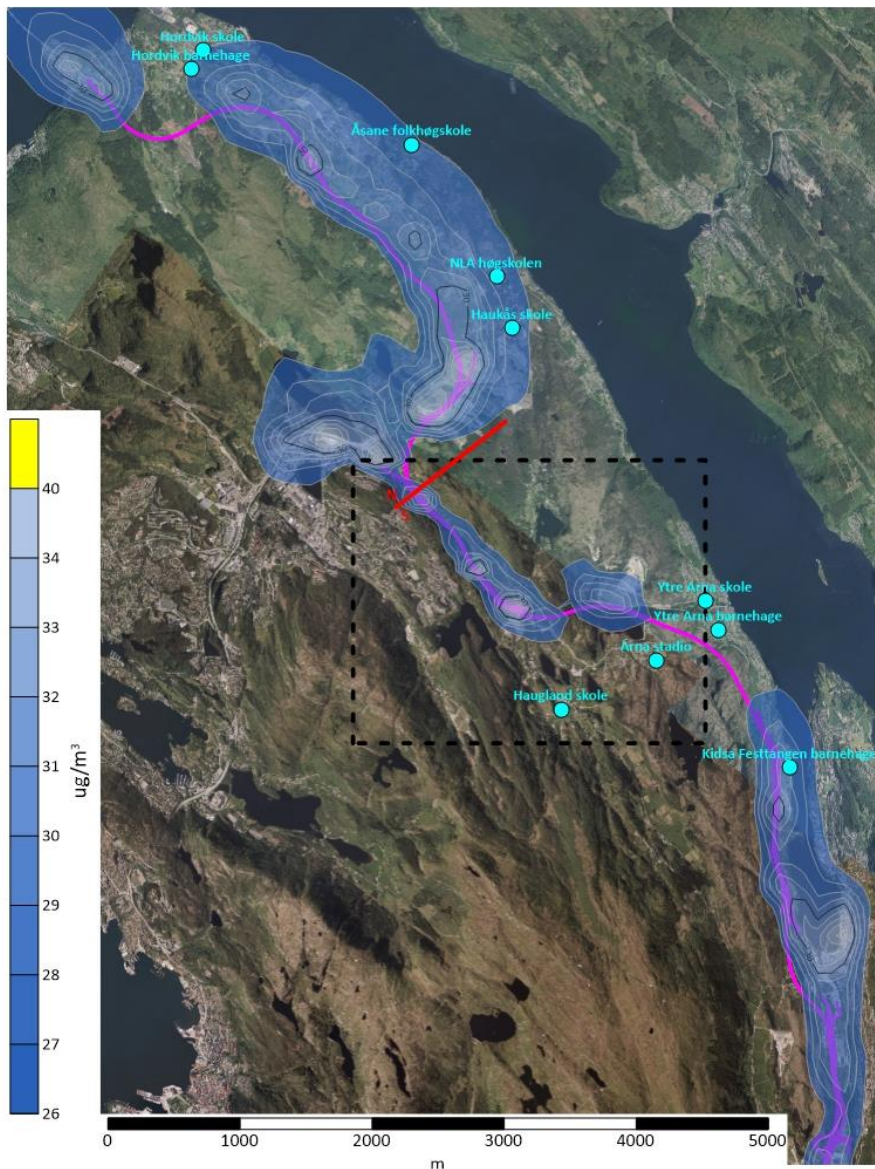 Hordvik skole
Hordvik barnehage
Åsane folkhøgskole
NLA høgskolen
Haukås skole
N
S
Ytre Arna skole
Ytre Arna barnehage
Arna stadio
Haugland skole
Kidsa Festtangen barnehage
40
34
33
32
31
30
29
28
27
26
ug/m³
0 1000 2000 3000 4000 5000
m